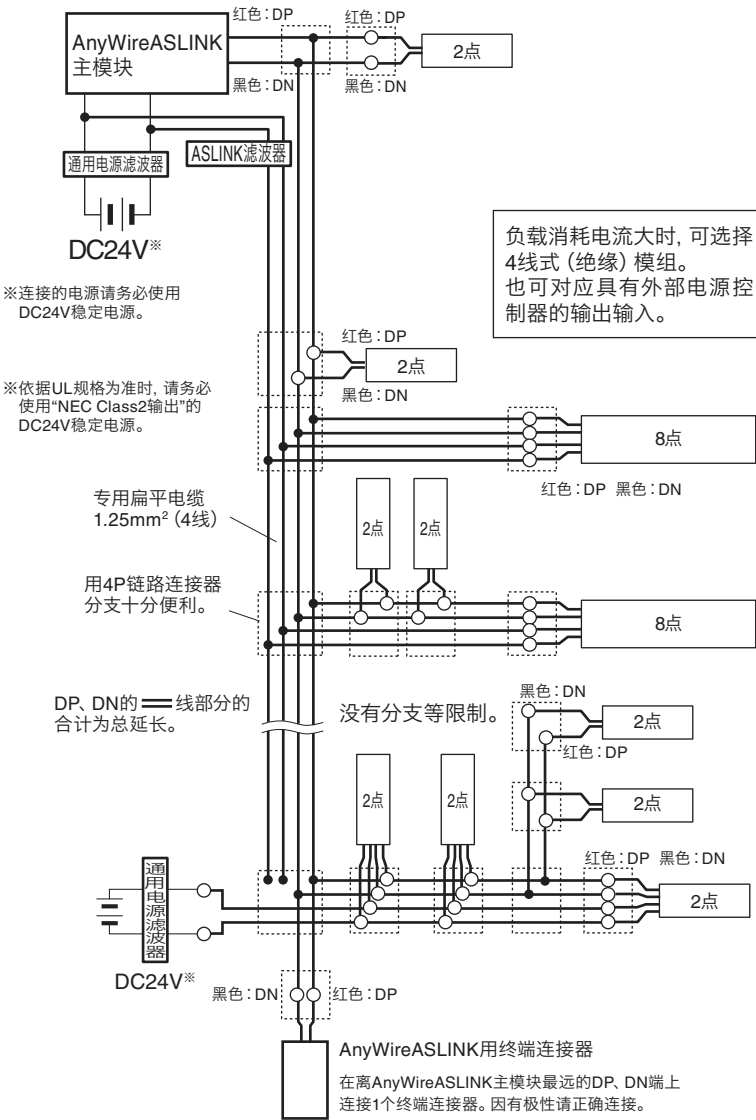 红色：DP
红色：DP
AnyWireASLINK
主模块
2点
黑色：DN
黑色：DN
通用电源滤波器
ASLINK滤波器
DC24V※
负载消耗电流大时, 可选择
4线式 (绝缘) 模组。
也可对应具有外部电源控
制器的输出输入。
※连接的电源请务必使用
DC24V稳定电源。
红色：DP
2点
黑色：DN
※依据UL规格为准时, 请务必
使用“NEC Class2输出”的
DC24V稳定电源。
8点
红色：DP 黑色：DN
专用扁平电缆
1.25mm² (4线)
2点
2点
用4P链路连接器
分支十分便利。
8点
DP、DN的 线部分的
合计为总延长。
没有分支等限制。
黑色：DN
2点
红色：DP
2点
2点
2点
红色：DP 黑色：DN
通用电源滤波器
2点
DC24V※
黑色：DN
红色：DP
AnyWireASLINK用终端连接器
在离AnyWireASLINK主模块最远的DP、DN端上
连接1个终端连接器。因有极性请正确连接。